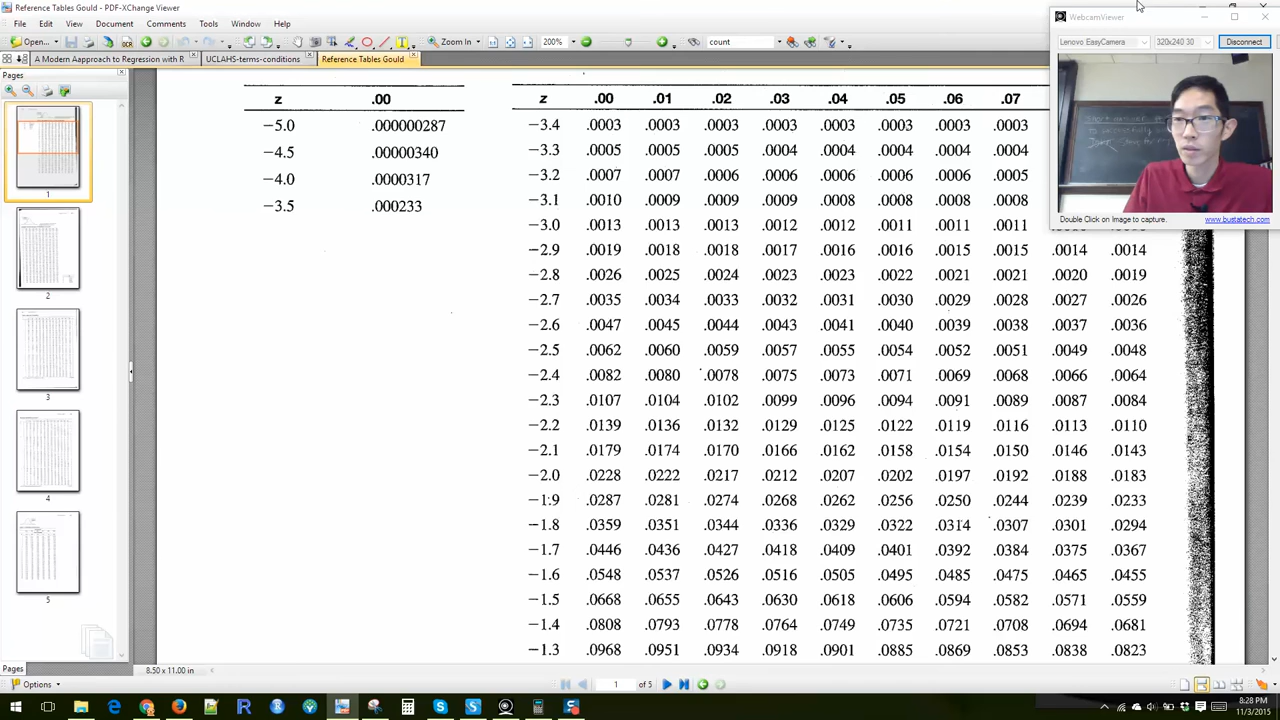 Reference Tables Gould - PDF-XChange Viewer
File Edit View Document Comments Tools Window Help
Open... Zoom In 200% count
A Modern Aapproach to Regression with R UCLAHS-terms-conditions Reference Tables Gould
Pages
1
2
3
4
5
Pages
Options
z .00
−5.0 .000000287
−4.5 .00000340
−4.0 .0000317
−3.5 .000233
z .00 .01 .02 .03 .04 .05 .06 .07
−3.4 .0003 .0003 .0003 .0003 .0003 .0003 .0003 .0003
−3.3 .0005 .0005 .0005 .0004 .0004 .0004 .0004 .0004
−3.2 .0007 .0007 .0006 .0006 .0006 .0006 .0006 .0005
−3.1 .0010 .0009 .0009 .0009 .0008 .0008 .0008 .0008
−3.0 .0013 .0013 .0013 .0012 .0012 .0011 .0011 .0011
−2.9 .0019 .0018 .0018 .0017 .0016 .0016 .0015 .0015 .0014 .0014
−2.8 .0026 .0025 .0024 .0023 .0023 .0022 .0021 .0021 .0020 .0019
−2.7 .0035 .0034 .0033 .0032 .0031 .0030 .0029 .0028 .0027 .0026
−2.6 .0047 .0045 .0044 .0043 .0041 .0040 .0039 .0038 .0037 .0036
−2.5 .0062 .0060 .0059 .0057 .0055 .0054 .0052 .0051 .0049 .0048
−2.4 .0082 .0080 .0078 .0075 .0073 .0071 .0069 .0068 .0066 .0064
−2.3 .0107 .0104 .0102 .0099 .0096 .0094 .0091 .0089 .0087 .0084
−2.2 .0139 .0136 .0132 .0129 .0125 .0122 .0119 .0116 .0113 .0110
−2.1 .0179 .0174 .0170 .0166 .0162 .0158 .0154 .0150 .0146 .0143
−2.0 .0228 .0222 .0217 .0212 .0207 .0202 .0197 .0192 .0188 .0183
−1.9 .0287 .0281 .0274 .0268 .0262 .0256 .0250 .0244 .0239 .0233
−1.8 .0359 .0351 .0344 .0336 .0329 .0322 .0314 .0307 .0301 .0294
−1.7 .0446 .0436 .0427 .0418 .0409 .0401 .0392 .0384 .0375 .0367
−1.6 .0548 .0537 .0526 .0516 .0505 .0495 .0485 .0475 .0465 .0455
−1.5 .0668 .0655 .0643 .0630 .0618 .0606 .0594 .0582 .0571 .0559
−1.4 .0808 .0793 .0778 .0764 .0749 .0735 .0721 .0708 .0694 .0681
−1.3 .0968 .0951 .0934 .0918 .0901 .0885 .0869 .0853 .0838 .0823
WebcamViewer
Lenovo EasyCamera 320x240 30 Disconnect
Double Click on Image to capture. www.bustatech.com
8.50 x 11.00 in
1 of 5
8:28 PM
11/3/2015